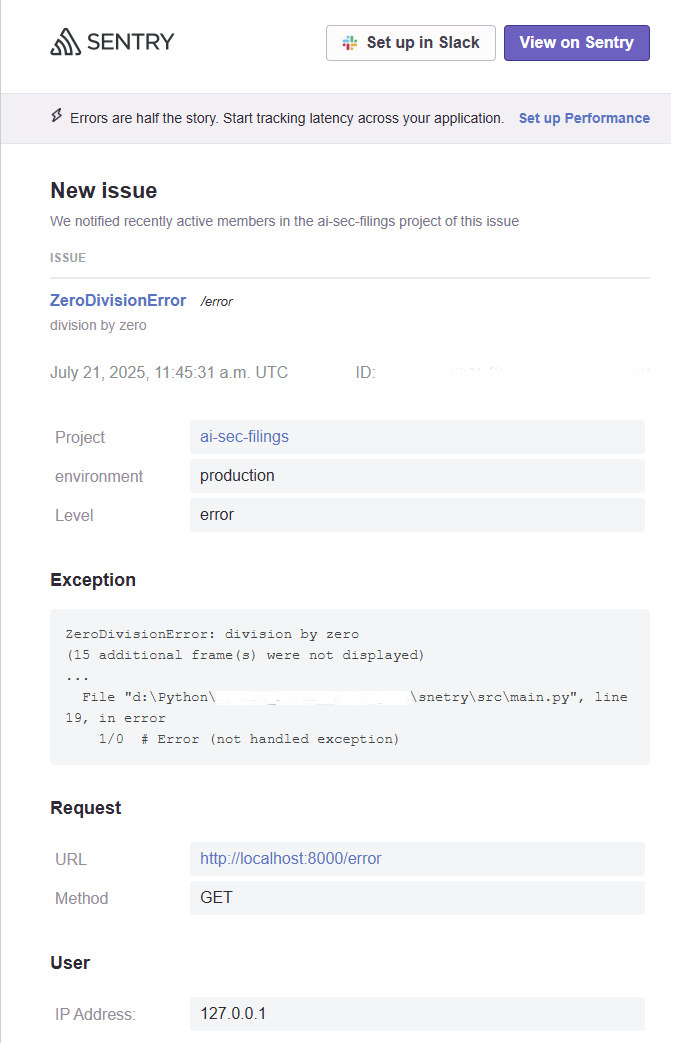 SENTRY
Set up in Slack
View on Sentry
Errors are half the story. Start tracking latency across your application. Set up Performance
New issue
We notified recently active members in the ai-sec-filings project of this issue
ISSUE
ZeroDivisionError /error
division by zero
July 21, 2025, 11:45:31 a.m. UTC ID:
Project ai-sec-filings
environment production
Level error
Exception
ZeroDivisionError: division by zero
(15 additional frame(s) were not displayed)
...
File "d:\Python\ \snetry\src\main.py", line
19, in error
1/0 # Error (not handled exception)
Request
URL http://localhost:8000/error
Method GET
User
IP Address: 127.0.0.1